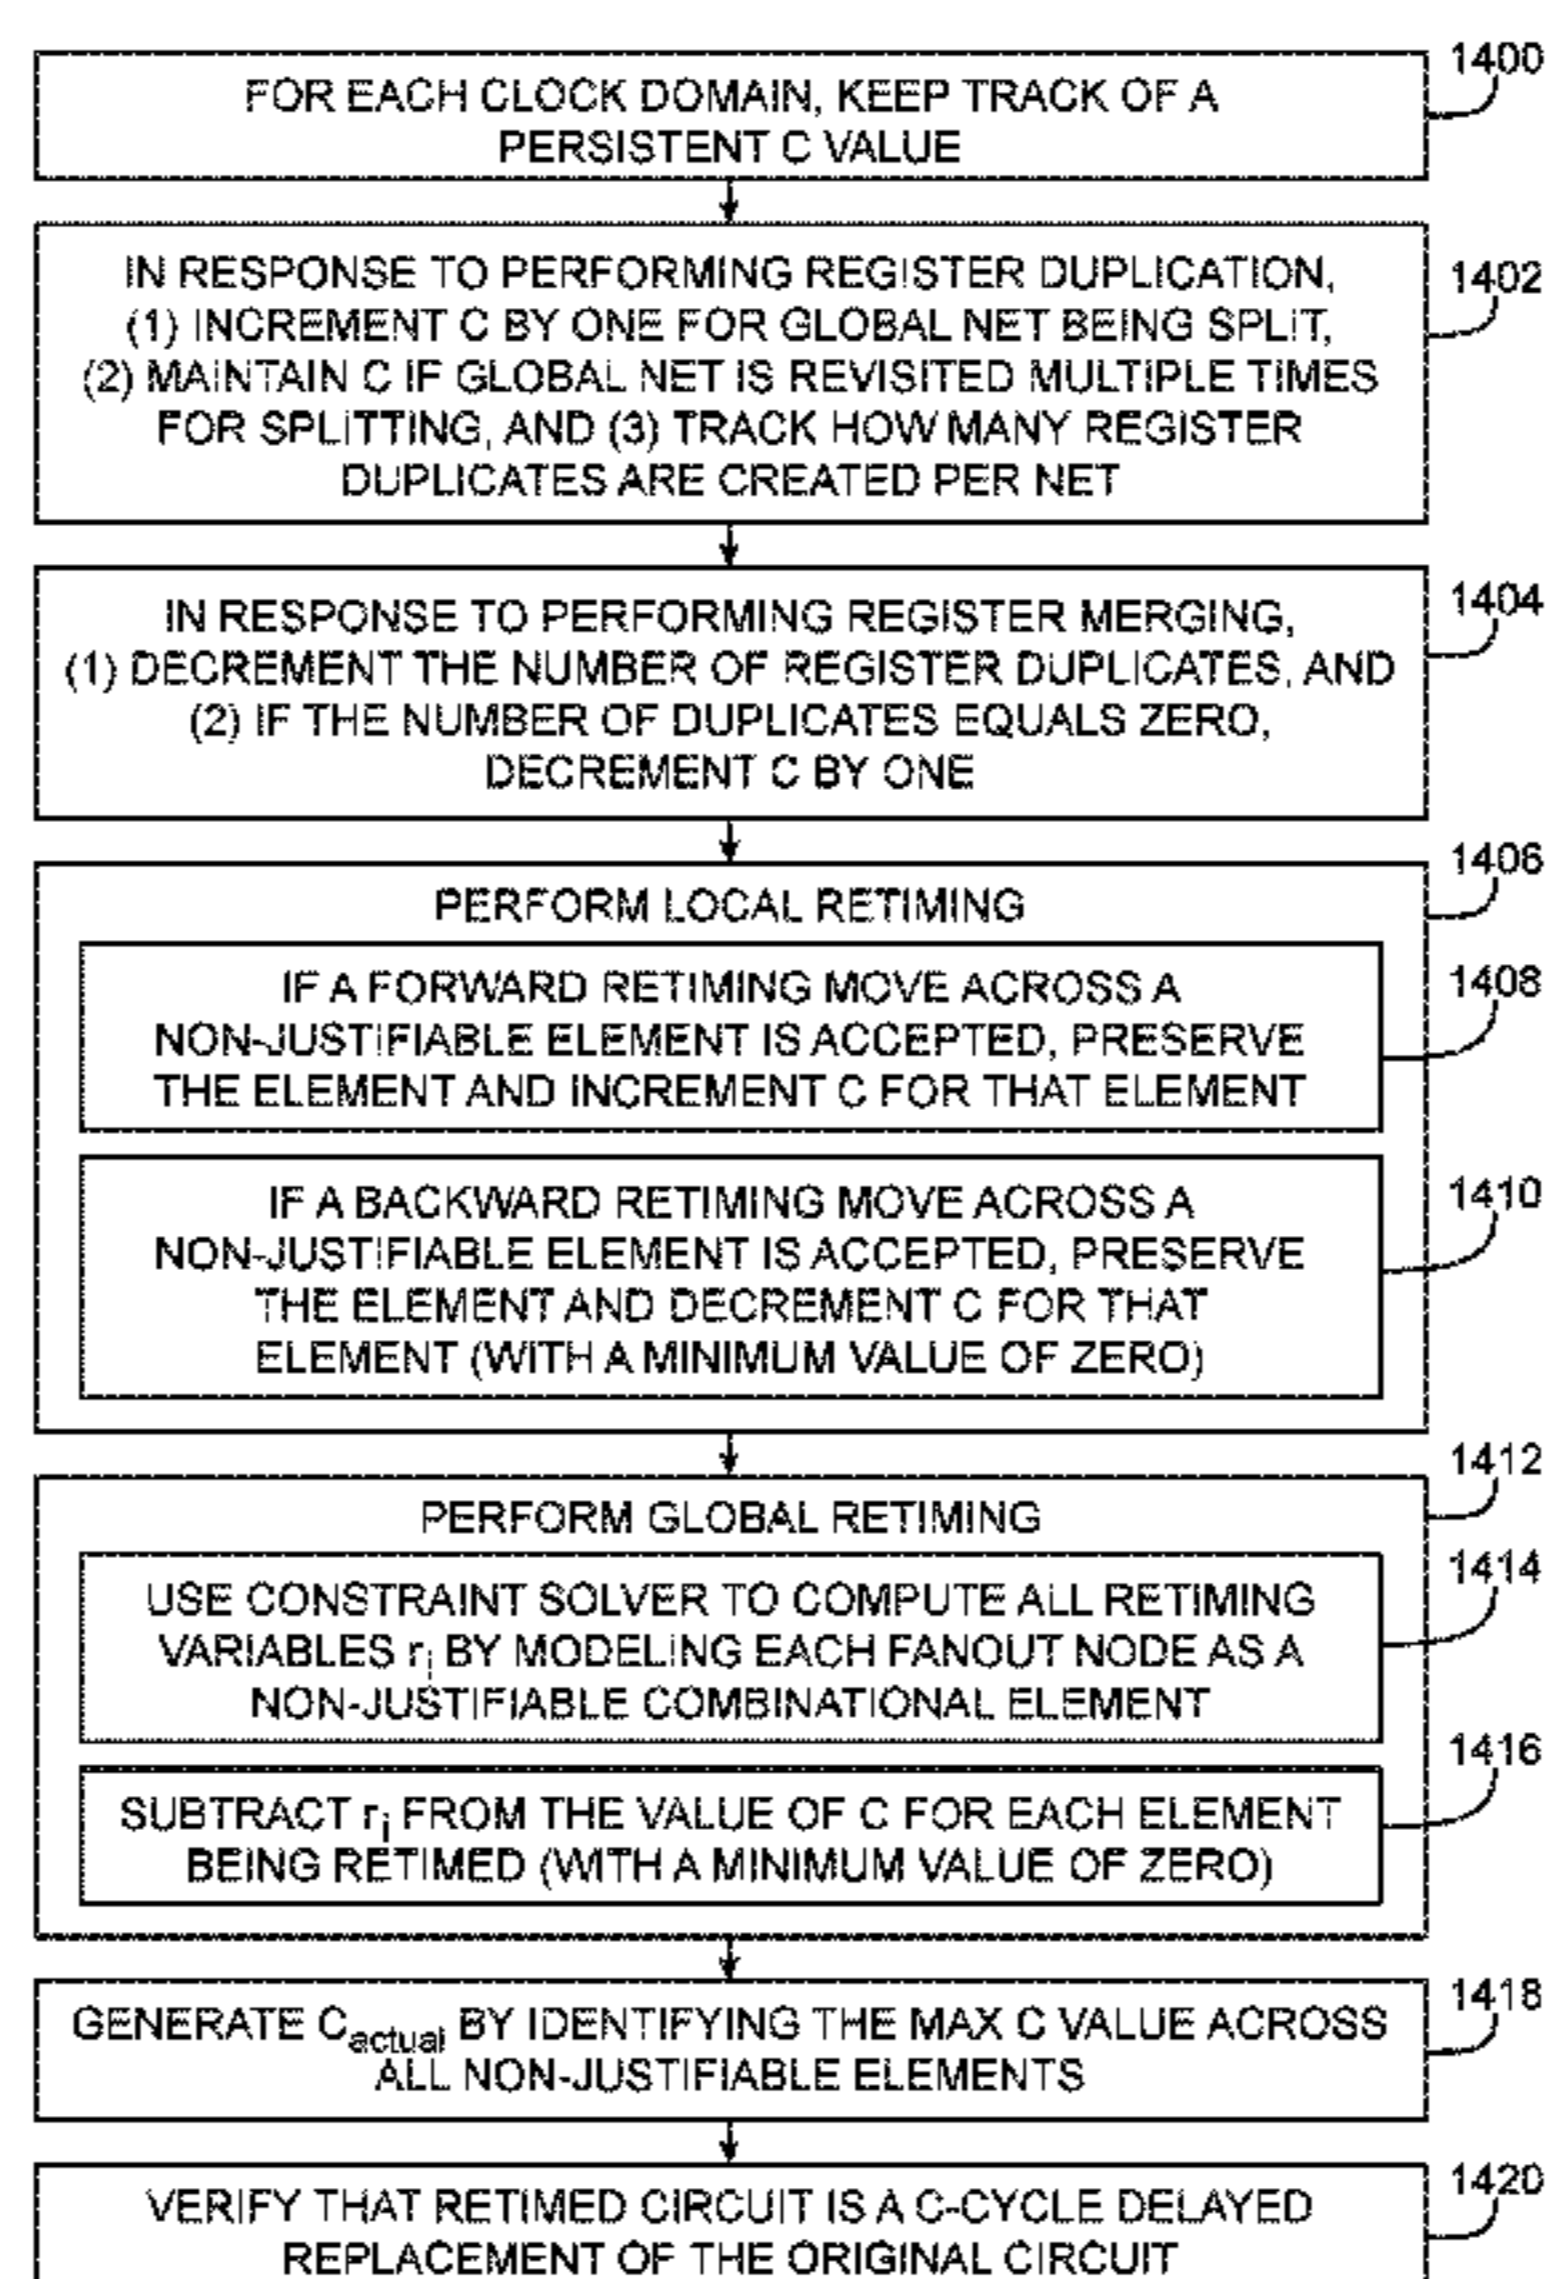 1400
FOR EACH CLOCK DOMAIN, KEEP TRACK OF A
PERSISTENT C VALUE
1402
IN RESPONSE TO PERFORMING REGISTER DUPLICATION,
(1) INCREMENT C BY ONE FOR GLOBAL NET BEING SPLIT,
(2) MAINTAIN C IF GLOBAL NET IS REVISITED MULTIPLE TIMES
FOR SPLITTING, AND (3) TRACK HOW MANY REGISTER
DUPLICATES ARE CREATED PER NET
1404
IN RESPONSE TO PERFORMING REGISTER MERGING,
(1) DECREMENT THE NUMBER OF REGISTER DUPLICATES, AND
(2) IF THE NUMBER OF DUPLICATES EQUALS ZERO,
DECREMENT C BY ONE
1406
PERFORM LOCAL RETIMING
1408
IF A FORWARD RETIMING MOVE ACROSS A
NON-JUSTIFIABLE ELEMENT IS ACCEPTED, PRESERVE
THE ELEMENT AND INCREMENT C FOR THAT ELEMENT
1410
IF A BACKWARD RETIMING MOVE ACROSS A
NON-JUSTIFIABLE ELEMENT IS ACCEPTED, PRESERVE
THE ELEMENT AND DECREMENT C FOR THAT
ELEMENT (WITH A MINIMUM VALUE OF ZERO)
1412
PERFORM GLOBAL RETIMING
1414
USE CONSTRAINT SOLVER TO COMPUTE ALL RETIMING
VARIABLES ri BY MODELING EACH FANOUT NODE AS A
NON-JUSTIFIABLE COMBINATIONAL ELEMENT
1416
SUBTRACT ri FROM THE VALUE OF C FOR EACH ELEMENT
BEING RETIMED (WITH A MINIMUM VALUE OF ZERO)
1418
GENERATE Cactual BY IDENTIFYING THE MAX C VALUE ACROSS
ALL NON-JUSTIFIABLE ELEMENTS
1420
VERIFY THAT RETIMED CIRCUIT IS A C-CYCLE DELAYED
REPLACEMENT OF THE ORIGINAL CIRCUIT